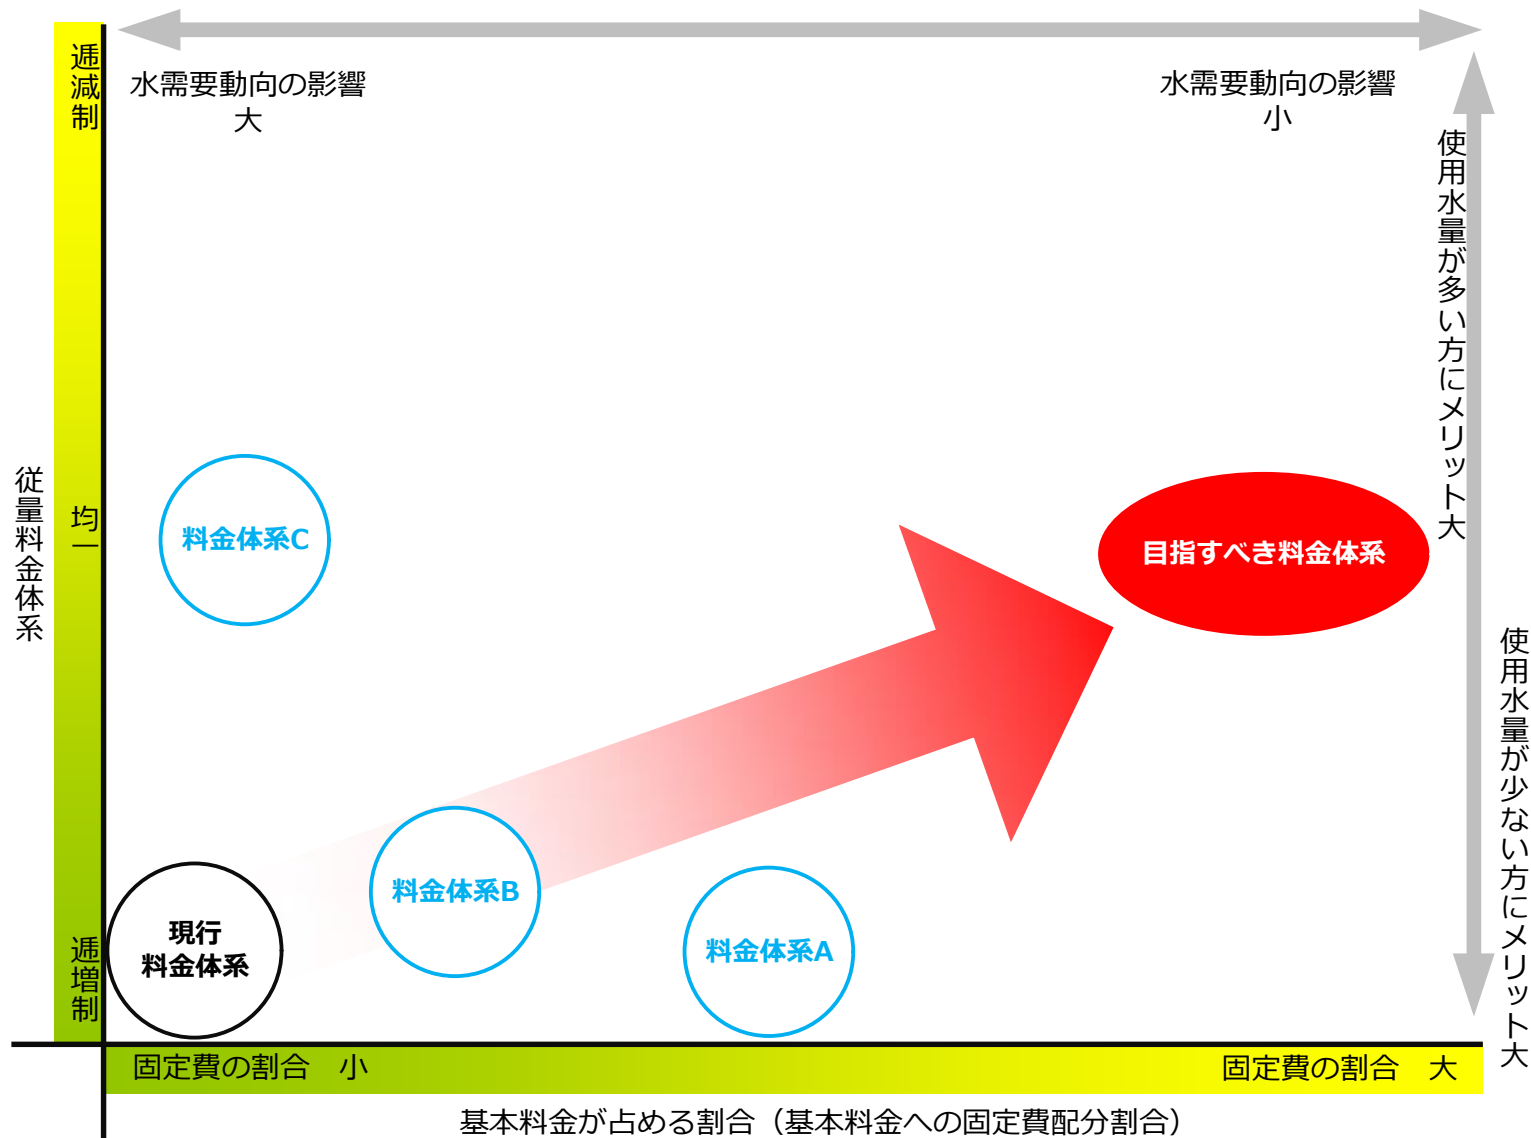 逓減制
水需要動向の影響
大
水需要動向の影響
小
使用水量が多い方にメリット大
従量料金体系
均一
料金体系C
目指すべき料金体系
使用水量が少ない方にメリット大
料金体系B
現行
料金体系
料金体系A
逓増制
固定費の割合　小
固定費の割合　大
基本料金が占める割合（基本料金への固定費配分割合）